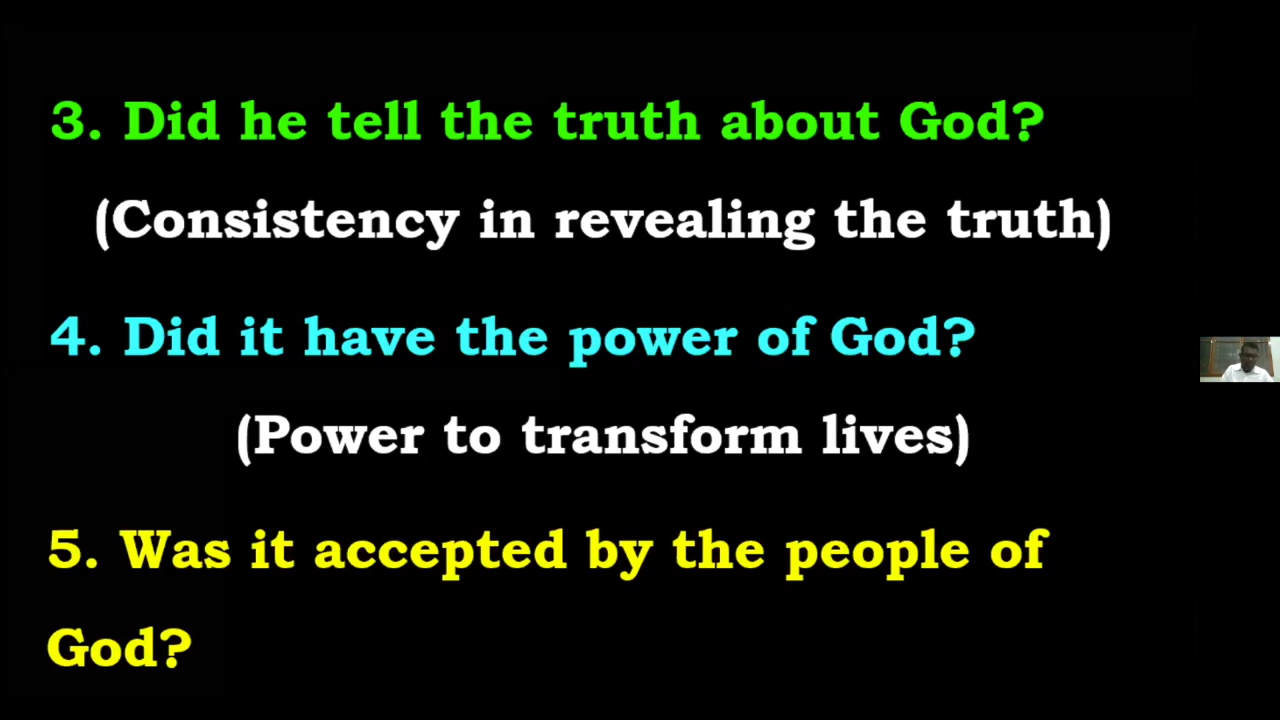 3. Did he tell the truth about God?
(Consistency in revealing the truth)
4. Did it have the power of God?
(Power to transform lives)
5. Was it accepted by the people of
God?